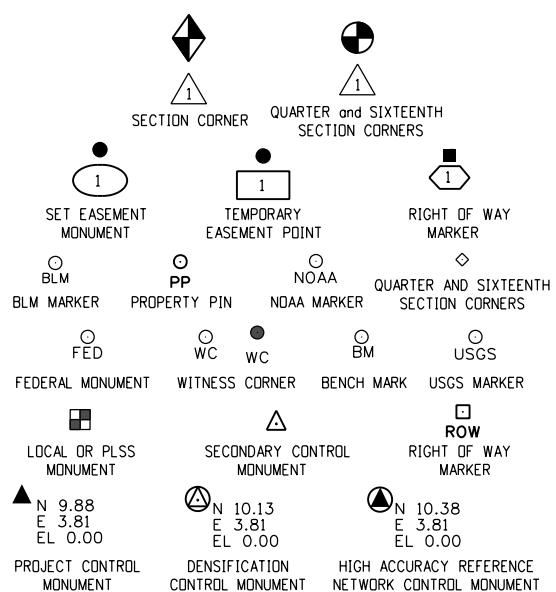 1
1
SECTION CORNER
QUARTER and SIXTEENTH
SECTION CORNERS
1
1
1
SET EASEMENT
MONUMENT
TEMPORARY
EASEMENT POINT
RIGHT OF WAY
MARKER
BLM
PP
NOAA
BLM MARKER
PROPERTY PIN
NOAA MARKER
QUARTER AND SIXTEENTH
SECTION CORNERS
FED
WC
WC
BM
USGS
FEDERAL MONUMENT
WITNESS CORNER
BENCH MARK
USGS MARKER
ROW
LOCAL OR PLSS
MONUMENT
SECONDARY CONTROL
MONUMENT
RIGHT OF WAY
MARKER
N 9.88
E 3.81
EL 0.00
N 10.13
E 3.81
EL 0.00
N 10.38
E 3.81
EL 0.00
PROJECT CONTROL
MONUMENT
DENSIFICATION
CONTROL MONUMENT
HIGH ACCURACY REFERENCE
NETWORK CONTROL MONUMENT